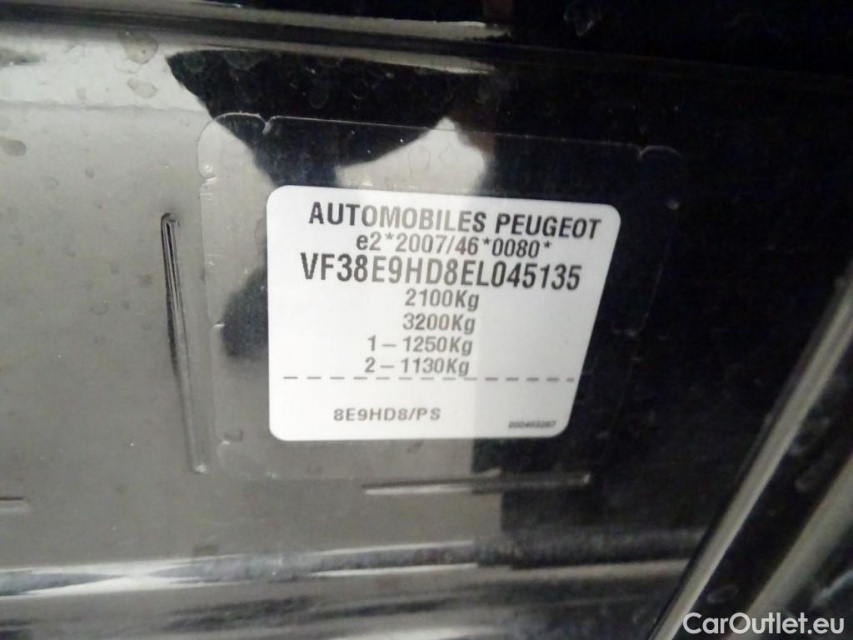 AUTOMOBILES PEUGEOT
e2*2007/46*0080*
VF38E9HD8EL045135
2100Kg
3200Kg
1-1250Kg
2-1130Kg
8E9HD8/PS
CarOutlet.eu